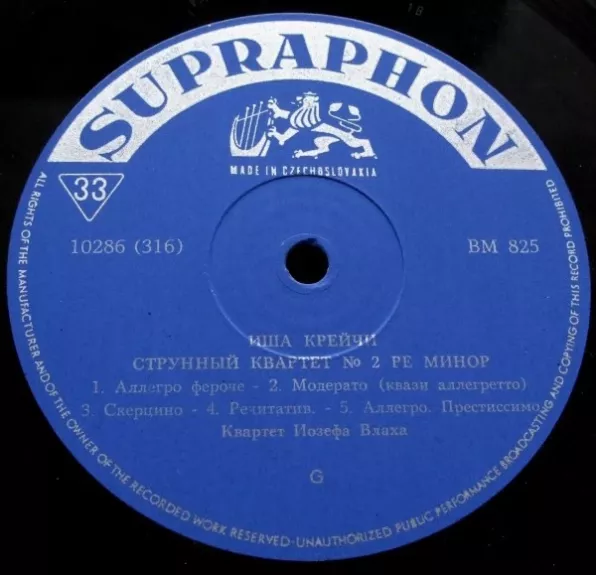 18
SUPRAPHON
MADE IN CZECHOSLOVAKIA
33
10286 (316)
ВМ 825
ИША КРЕЙЧИ
СТРУННЫЙ КВАРТЕТ № 2 РЕ МИНОР
1. Аллегро фероче - 2. Модерато (квази аллегретто)
3. Скерцино - 4. Речитатив. - 5. Аллегро. Престиссимо
Квартет Иозефа Влаха
G
ALL RIGHTS OF THE MANUFACTURER AND OF THE OWNER OF THE RECORDED WORK RESERVED-UNAUTHORIZED PUBLIC PERFORMANCE BROADCASTING AND COPYING OF THIS RECORD PROHIBITED